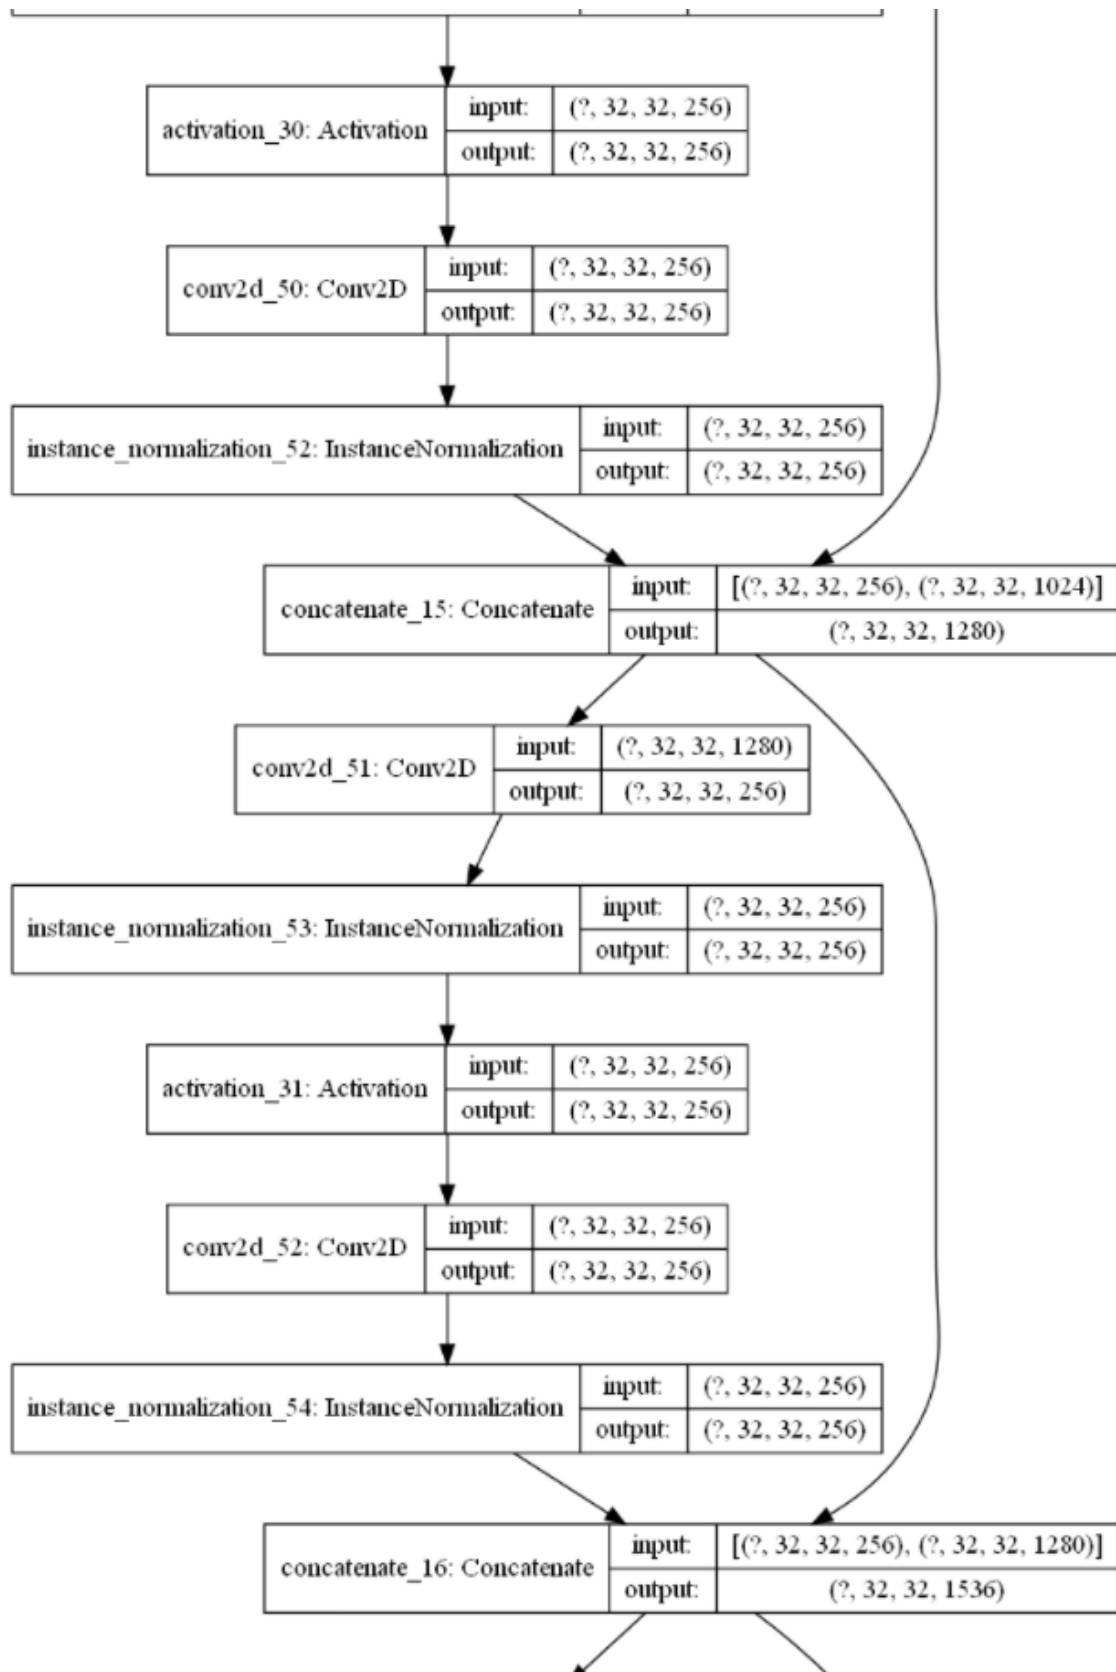 activation_30: Activation
input: (?, 32, 32, 256)
output: (?, 32, 32, 256)
conv2d_50: Conv2D
input: (?, 32, 32, 256)
output: (?, 32, 32, 256)
instance_normalization_52: InstanceNormalization
input: (?, 32, 32, 256)
output: (?, 32, 32, 256)
concatenate_15: Concatenate
input: [(?, 32, 32, 256), (?, 32, 32, 1024)]
output: (?, 32, 32, 1280)
conv2d_51: Conv2D
input: (?, 32, 32, 1280)
output: (?, 32, 32, 256)
instance_normalization_53: InstanceNormalization
input: (?, 32, 32, 256)
output: (?, 32, 32, 256)
activation_31: Activation
input: (?, 32, 32, 256)
output: (?, 32, 32, 256)
conv2d_52: Conv2D
input: (?, 32, 32, 256)
output: (?, 32, 32, 256)
instance_normalization_54: InstanceNormalization
input: (?, 32, 32, 256)
output: (?, 32, 32, 256)
concatenate_16: Concatenate
input: [(?, 32, 32, 256), (?, 32, 32, 1280)]
output: (?, 32, 32, 1536)